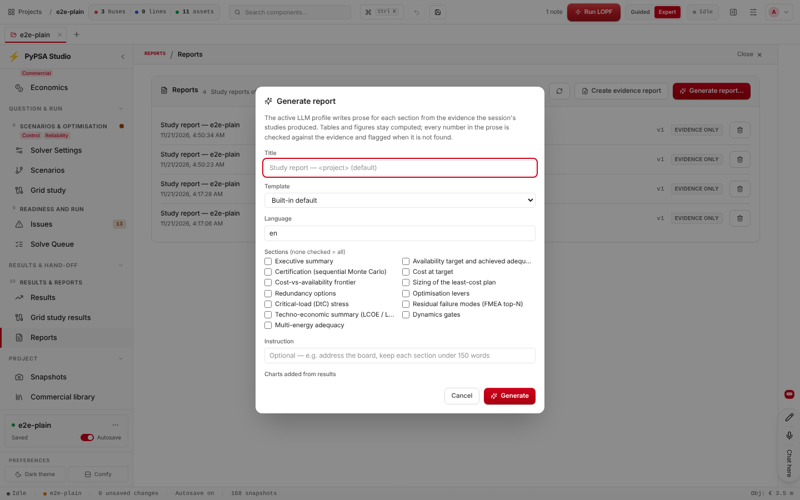 Projects / e2e-plain 3 buses 0 lines 11 assets Search components... Ctrl K 1 note Run LOPF Guided Expert Idle A
e2e-plain
PyPSA Studio
Commercial
Economics
QUESTION & RUN
SCENARIOS & OPTIMISATION
Control Reliability
Solver Settings
Scenarios
Grid study
READINESS AND RUN
Issues 13
Solve Queue
RESULTS & HAND-OFF
RESULTS & REPORTS
Results
Grid study results
Reports
PROJECT
Snapshots
Commercial library
e2e-plain
Saved Autosave
PREFERENCES
Dark theme Comfy
REPORTS / Reports Close
Reports 4 Create evidence report Generate report...
Study report — e2e-plain v1 EVIDENCE ONLY
11/21/2026, 4:50:34 AM
Study report — e2e-plain v1 EVIDENCE ONLY
11/21/2026, 4:50:23 AM
Study report — e2e-plain v1 EVIDENCE ONLY
11/21/2026, 4:17:28 AM
Study report — e2e-plain v1 EVIDENCE ONLY
11/21/2026, 4:17:08 AM
Generate report
The active LLM profile writes prose for each section from the evidence the session's
studies produced. Tables and figures stay computed; every number in the prose is
checked against the evidence and flagged when it is not found.
Title
Study report — <project> (default)
Template
Built-in default
Language
en
Sections (none checked = all)
Executive summary Availability target and achieved adequ...
Certification (sequential Monte Carlo) Cost at target
Cost-vs-availability frontier Sizing of the least-cost plan
Redundancy options Optimisation levers
Critical-load (DtC) stress Residual failure modes (FMEA top-N)
Techno-economic summary (LCOE / L... Dynamics gates
Multi-energy adequacy
Instruction
Optional — e.g. address the board, keep each section under 150 words
Charts added from results
Cancel Generate
Chat here
Idle e2e-plain 0 unsaved changes Autosave on 168 snapshots Obj: € 3.5 M